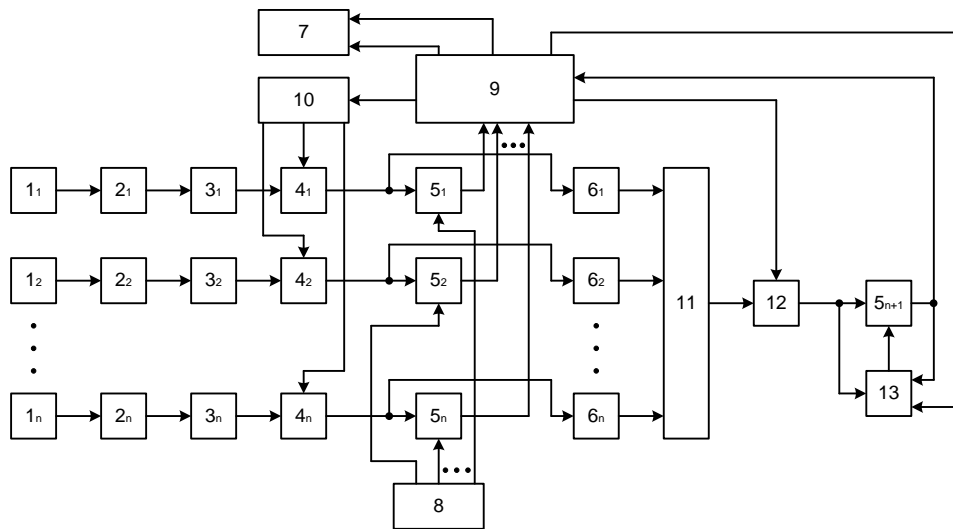 7
9
10
1₁ 2₁ 3₁ 4₁ 5₁ 6₁
1₂ 2₂ 3₂ 4₂ 5₂ 6₂
11 12 5ₙ₊₁
13
1ₙ 2ₙ 3ₙ 4ₙ 5ₙ 6ₙ
8